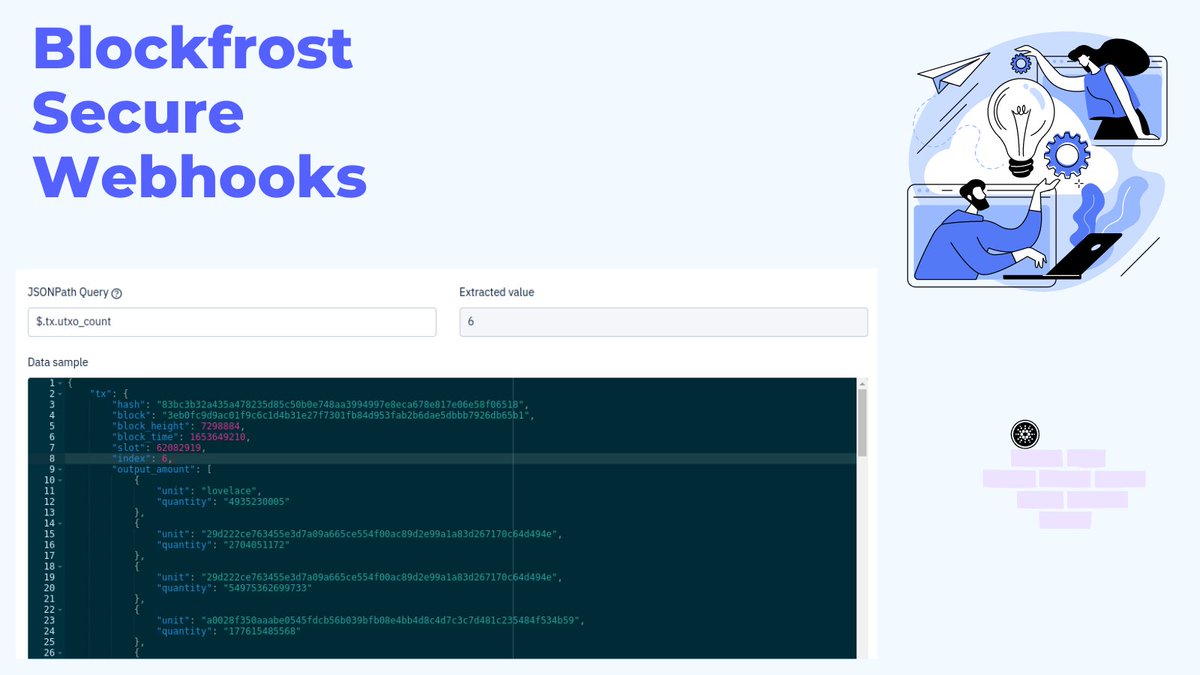 Blockfrost
Secure
Webhooks
JSONPath Query ?
Extracted value
$.tx.utxo_count
6
Data sample
1 {
2 "tx": {
3 "hash": "83bc3b32a435a478235d85c50b0e748aa3994997e8eca678e817e06e58f06518",
4 "block": "3eb0fc9d9ac01f9c6c1d4b31e27f7301fb84d953fab2b6dae5dbbb7926db65b1",
5 "block_height": 7298884,
6 "block_time": 1653649210,
7 "slot": 62082919,
8 "index": 6,
9 "output_amount": [
10 {
11 "unit": "lovelace",
12 "quantity": "4935230005"
13 },
14 {
15 "unit": "29d222ce763455e3d7a09a665ce554f00ac89d2e99a1a83d267170c64d494e",
16 "quantity": "2704051172"
17 },
18 {
19 "unit": "29d222ce763455e3d7a09a665ce554f00ac89d2e99a1a83d267170c64d494e",
20 "quantity": "54975362699733"
21 },
22 {
23 "unit": "a0028f350aaabe0545fdcb56b039bfb08e4bb4d8c4d7c3c7d481c235484f534b59",
24 "quantity": "177615485568"
25 },
26 {